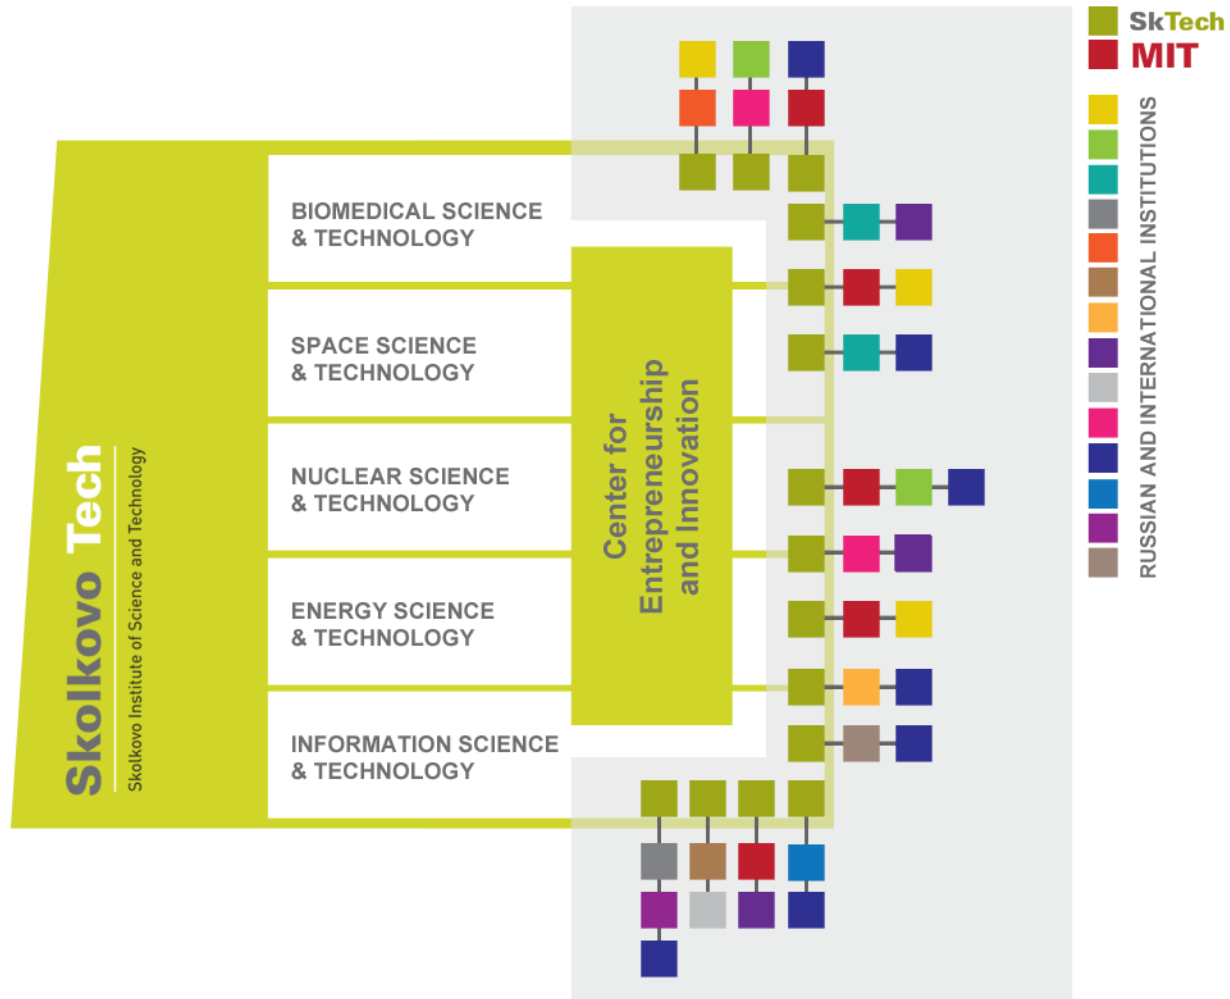 Skolkovo Tech
Skolkovo Institute of Science and Technology
BIOMEDICAL SCIENCE
& TECHNOLOGY
SPACE SCIENCE
& TECHNOLOGY
NUCLEAR SCIENCE
& TECHNOLOGY
ENERGY SCIENCE
& TECHNOLOGY
INFORMATION SCIENCE
& TECHNOLOGY
Center for
Entrepreneurship
and Innovation
SkTech
MIT
RUSSIAN AND INTERNATIONAL INSTITUTIONS